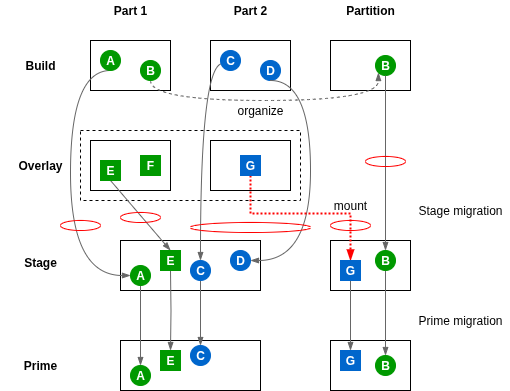 Part 1 Part 2 Partition
Build A B C D B
organize
Overlay E F G
mount
Stage migration
Stage A E C D G B
Prime migration
Prime A E C G B